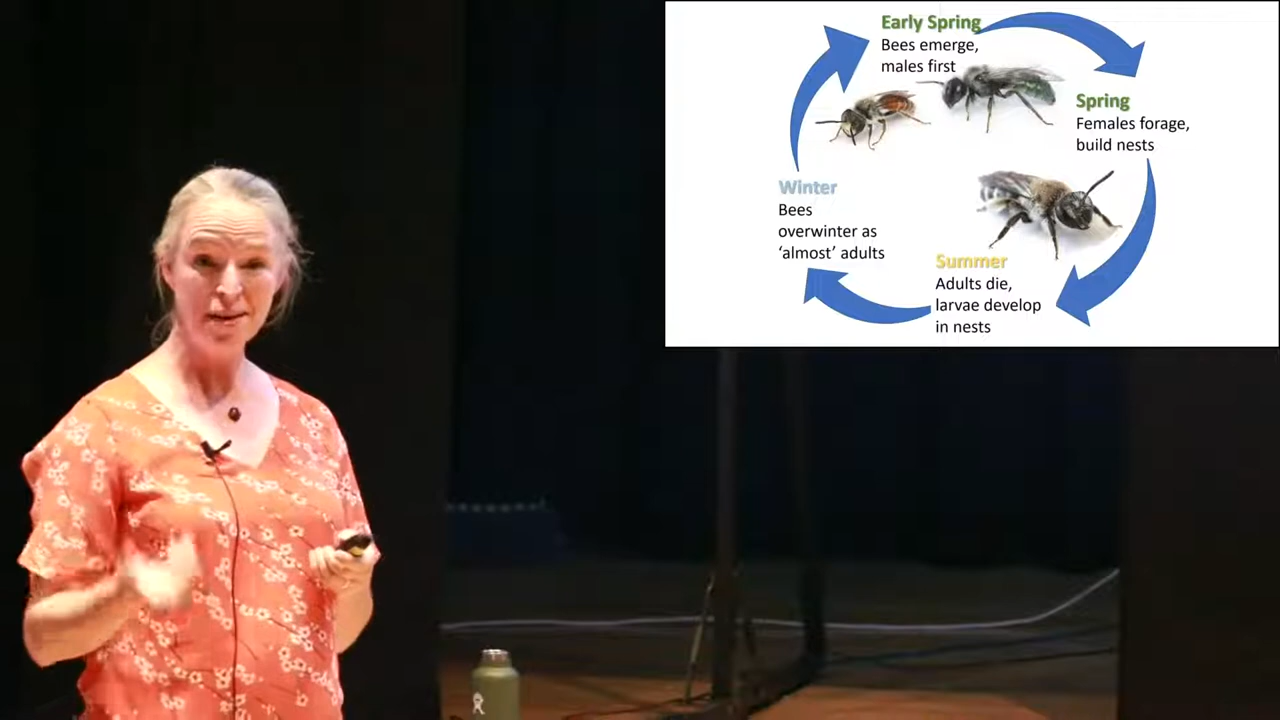 Early Spring
Bees emerge,
males first
Spring
Females forage,
build nests
Summer
Adults die,
larvae develop
in nests
Winter
Bees
overwinter as
‘almost’ adults